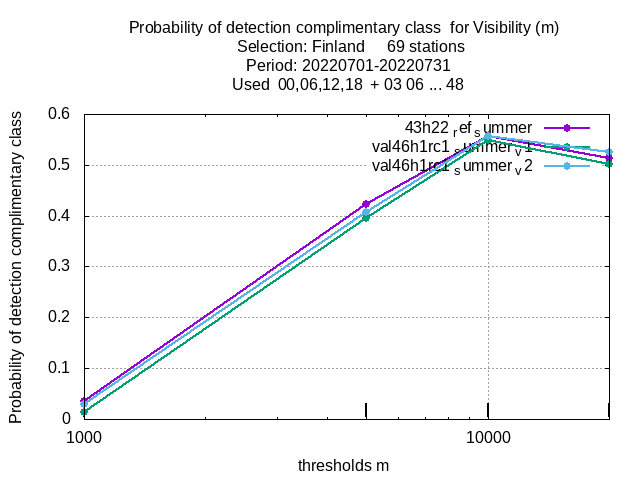 Probability of detection complimentary class for Visibility (m)
Selection: Finland 69 stations
Period: 20220701-20220731
Used 00,06,12,18 + 03 06 ... 48
Probability of detection complimentary class
0.6
0.5
0.4
0.3
0.2
0.1
0
43h22 ref summer
val46h1rc1 summer v1
val46h1rc1 summer v2
1000
10000
thresholds m